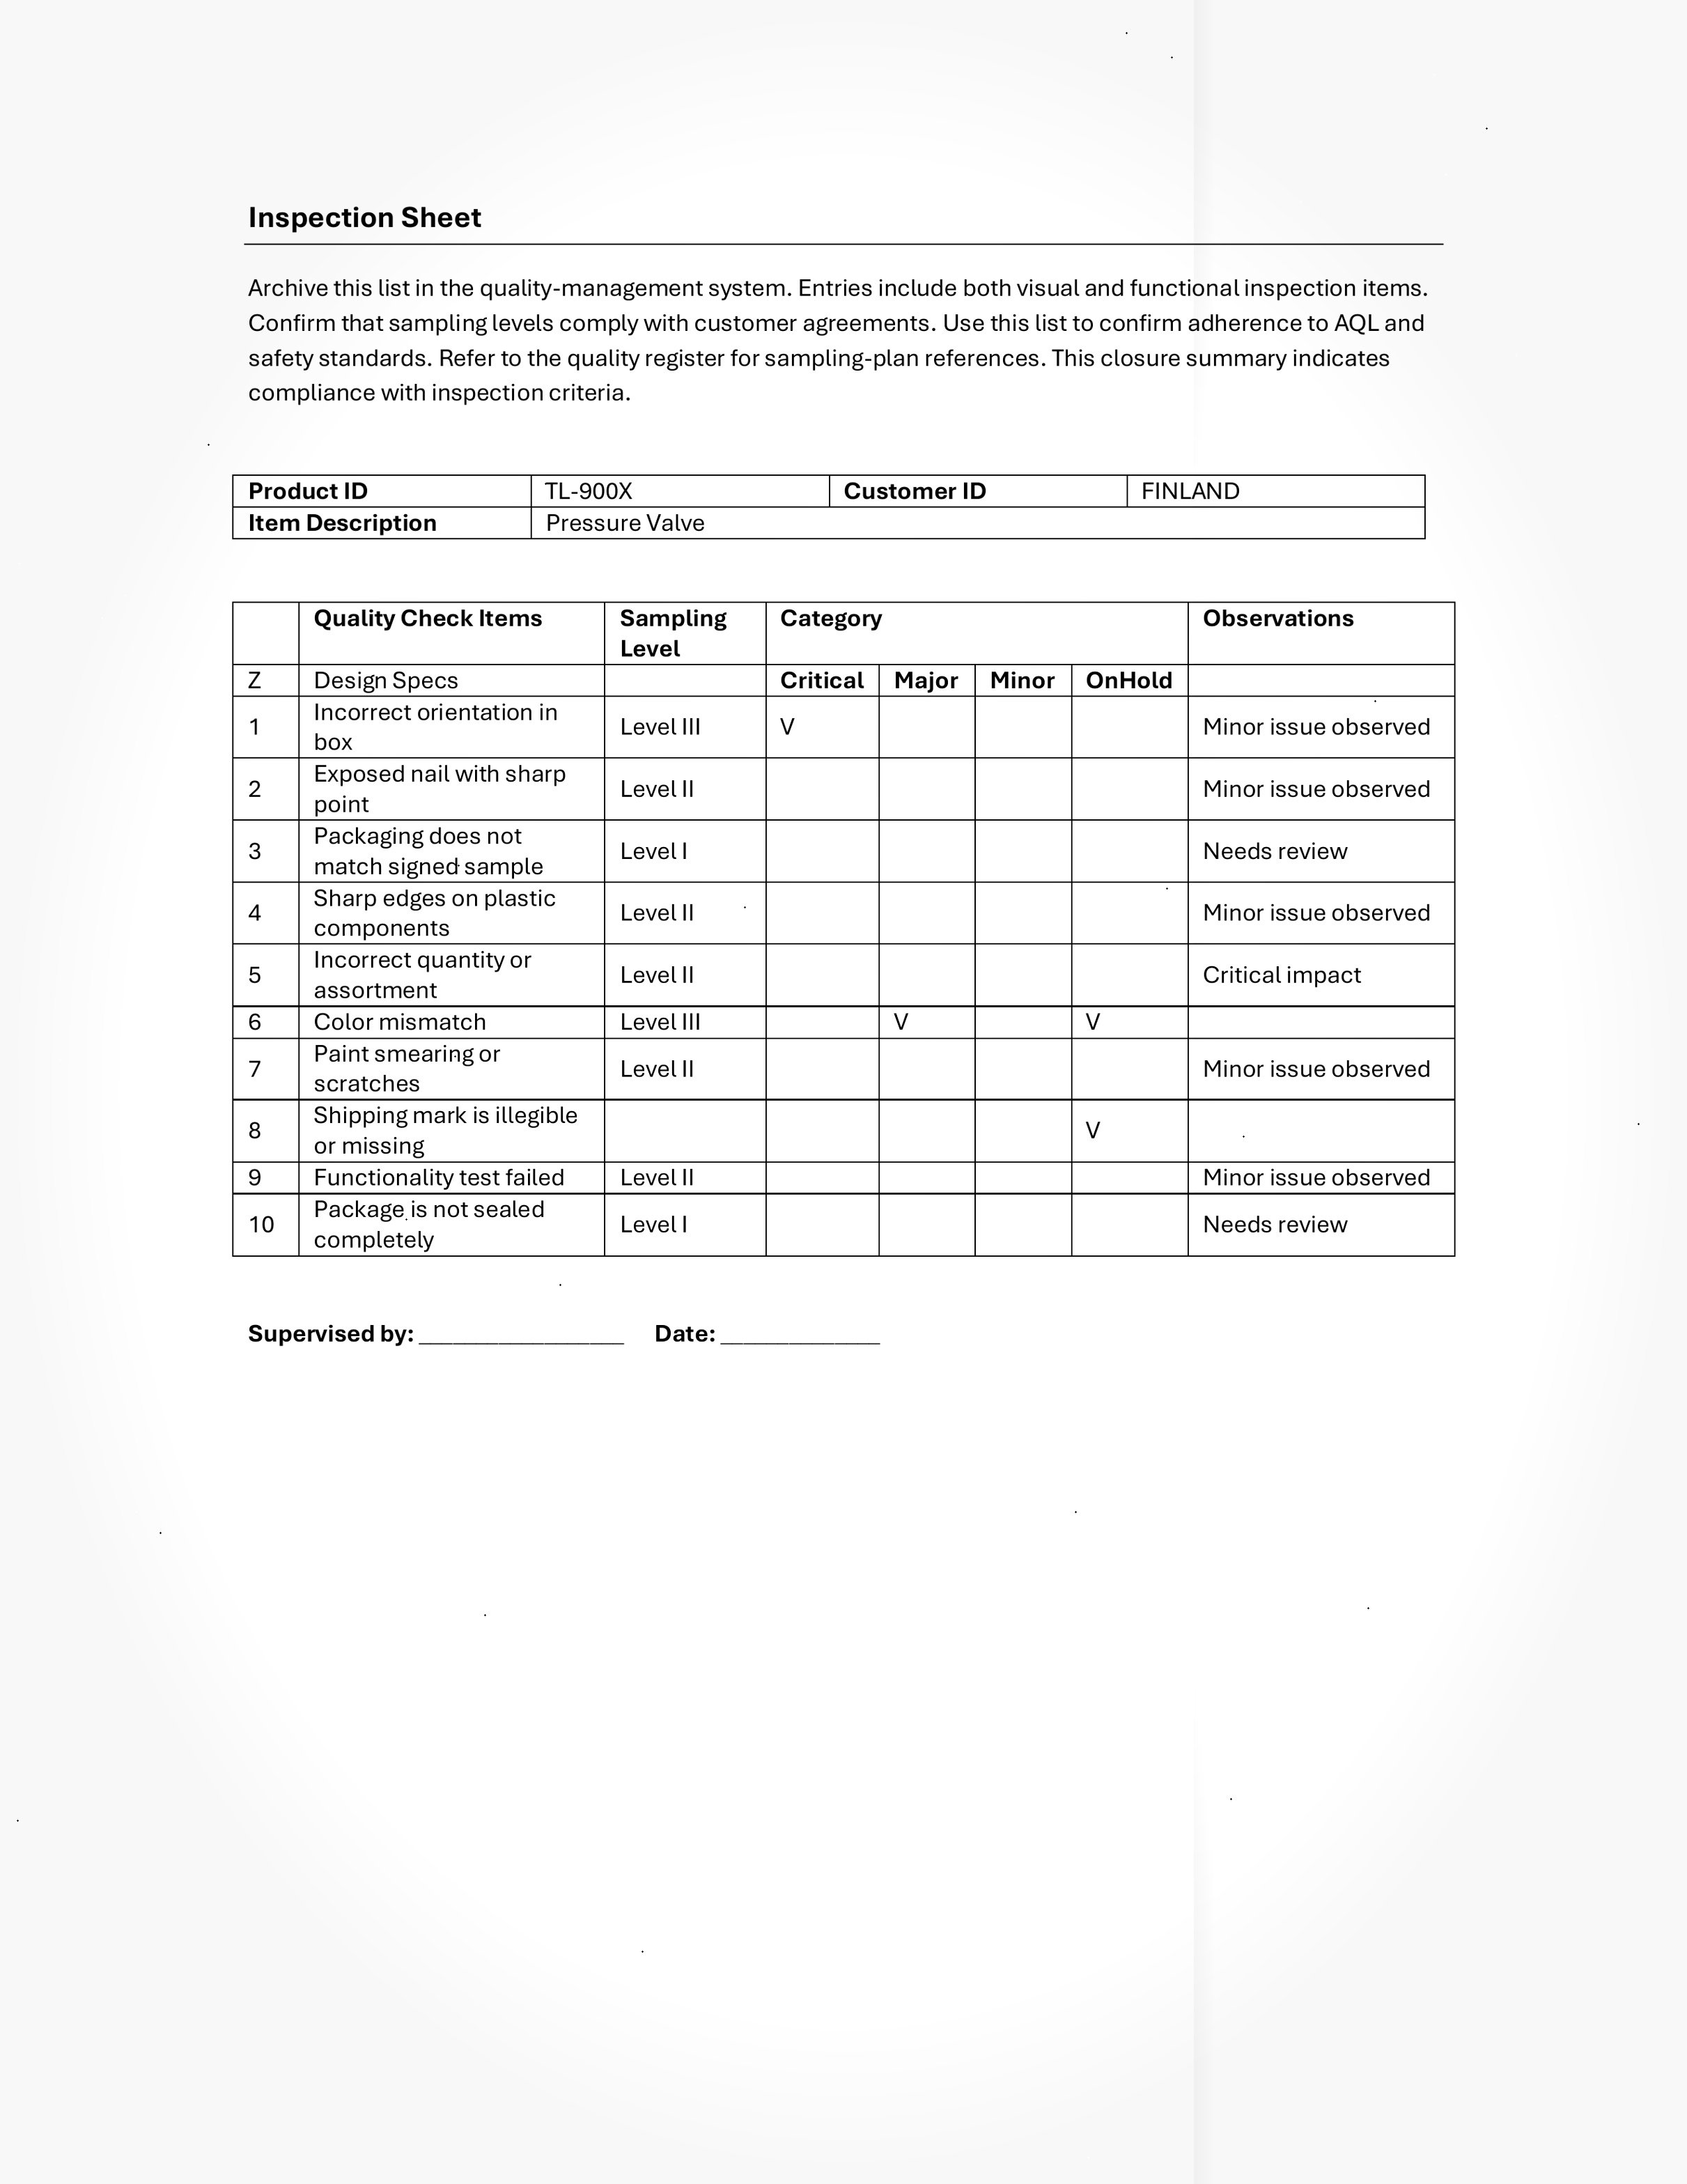 Inspection Sheet
Archive this list in the quality-management system. Entries include both visual and functional inspection items.
Confirm that sampling levels comply with customer agreements. Use this list to confirm adherence to AQL and
safety standards. Refer to the quality register for sampling-plan references. This closure summary indicates
compliance with inspection criteria.
Product ID TL-900X Customer ID FINLAND
Item Description Pressure Valve
Quality Check Items Sampling Level Category Observations
Z Design Specs Critical Major Minor OnHold
1 Incorrect orientation in box Level III V Minor issue observed
2 Exposed nail with sharp point Level II Minor issue observed
3 Packaging does not match signed sample Level I Needs review
4 Sharp edges on plastic components Level II Minor issue observed
5 Incorrect quantity or assortment Level II Critical impact
6 Color mismatch Level III V V
7 Paint smearing or scratches Level II Minor issue observed
8 Shipping mark is illegible or missing V
9 Functionality test failed Level II Minor issue observed
10 Package is not sealed completely Level I Needs review
Supervised by: __________________ Date: ______________